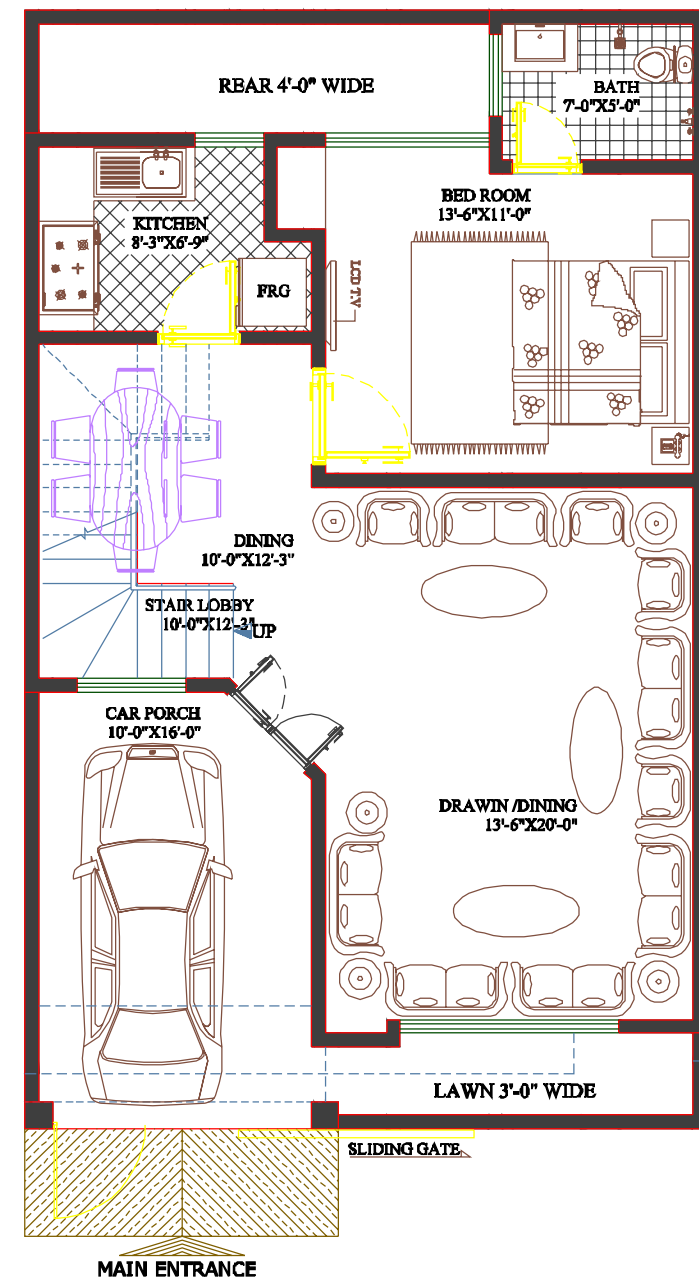 REAR 4'-0" WIDE
BATH
7'-0"X5'-0"
BED ROOM
13'-6"X11'-0"
KITCHEN
8'-3"X6'-9"
FRG
LCD T.V
DINING
10'-0"X12'-3"
STAIR LOBBY
10'-0"X12'-3"
UP
CAR PORCH
10'-0"X16'-0"
DRAWIN /DINING
13'-6"X20'-0"
LAWN 3'-0" WIDE
SLIDING GATE
MAIN ENTRANCE